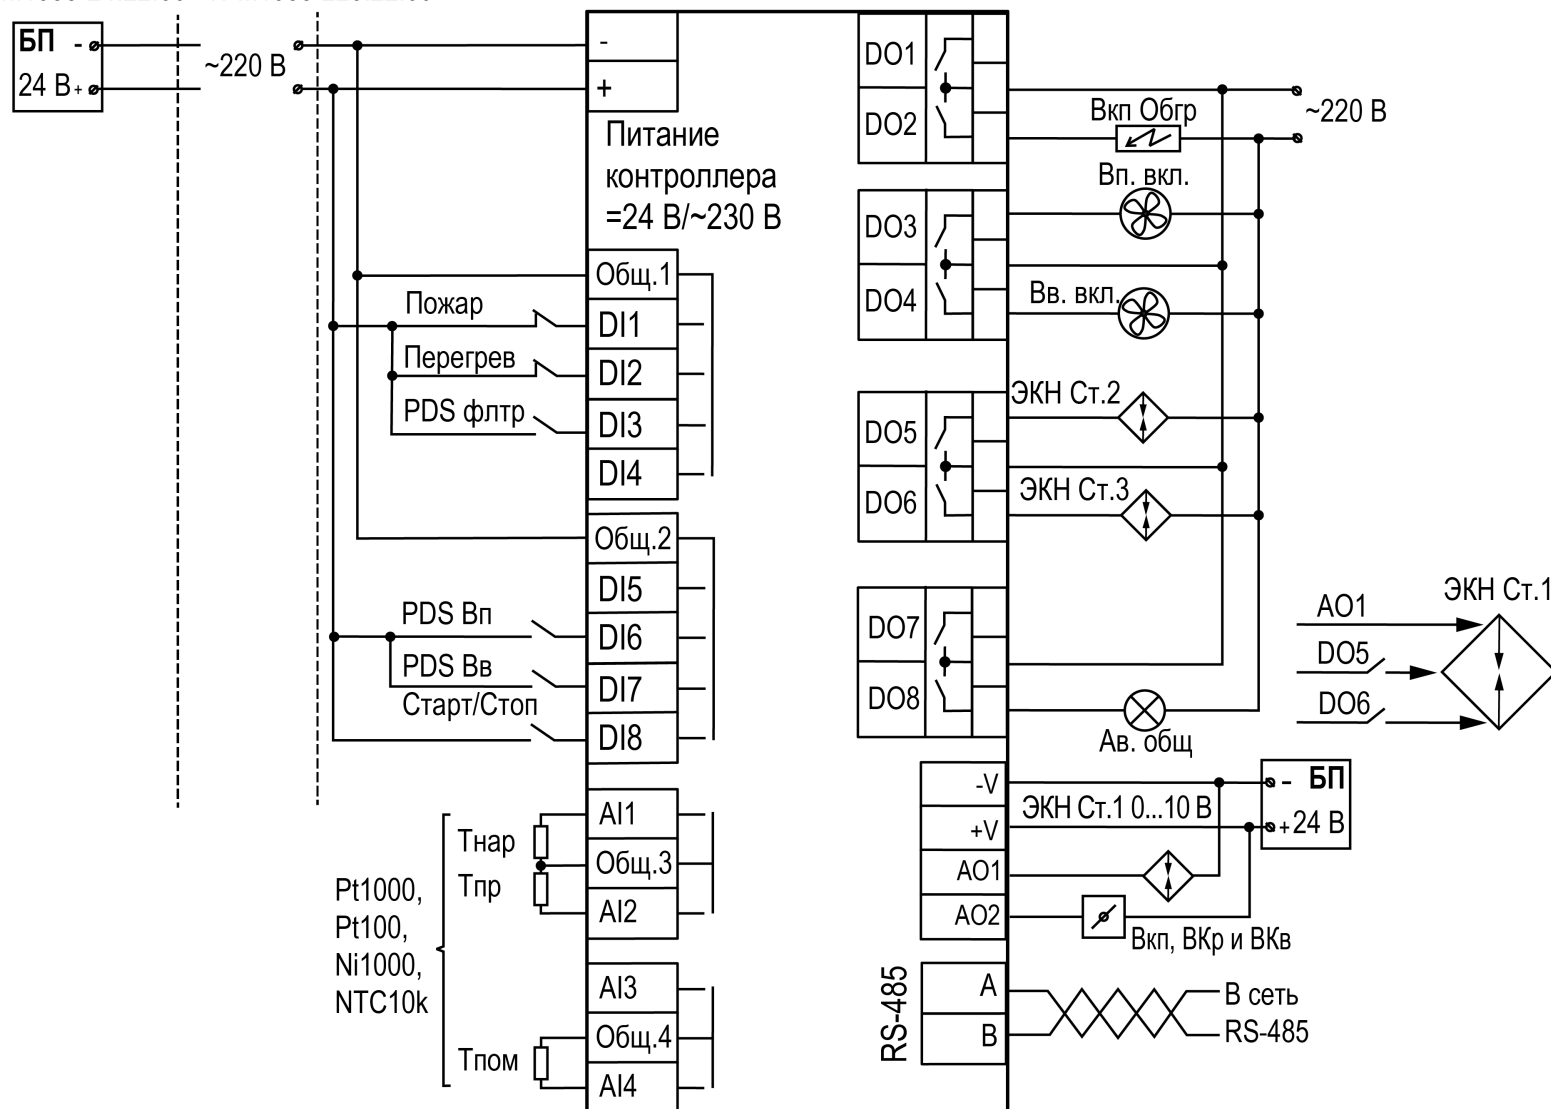 БП -
24 В +
~220 В
-
+
Питание
контроллера
=24 В/~230 В
Общ.1
Пожар
DI1
Перегрев
DI2
PDS флтр
DI3
DI4
Общ.2
DI5
PDS Вп
DI6
PDS Вв
DI7
Старт/Стоп
DI8
AI1
Тнар
Общ.3
Тпр
AI2
Pt1000,
Pt100,
Ni1000,
NTC10k
AI3
Общ.4
Тпом
AI4
DO1
DO2
Вкп Обгр
~220 В
Вп. вкл.
DO3
DO4
Вв. вкл.
ЭКН Ст.2
DO5
DO6
ЭКН Ст.3
DO7
DO8
Ав. общ
ЭКН Ст.1
AO1
DO5
DO6
-V
+V
ЭКН Ст.1 0...10 В
- БП
+ 24 В
AO1
AO2
Вкп, ВКр и ВКв
RS-485
A
B
В сеть
RS-485